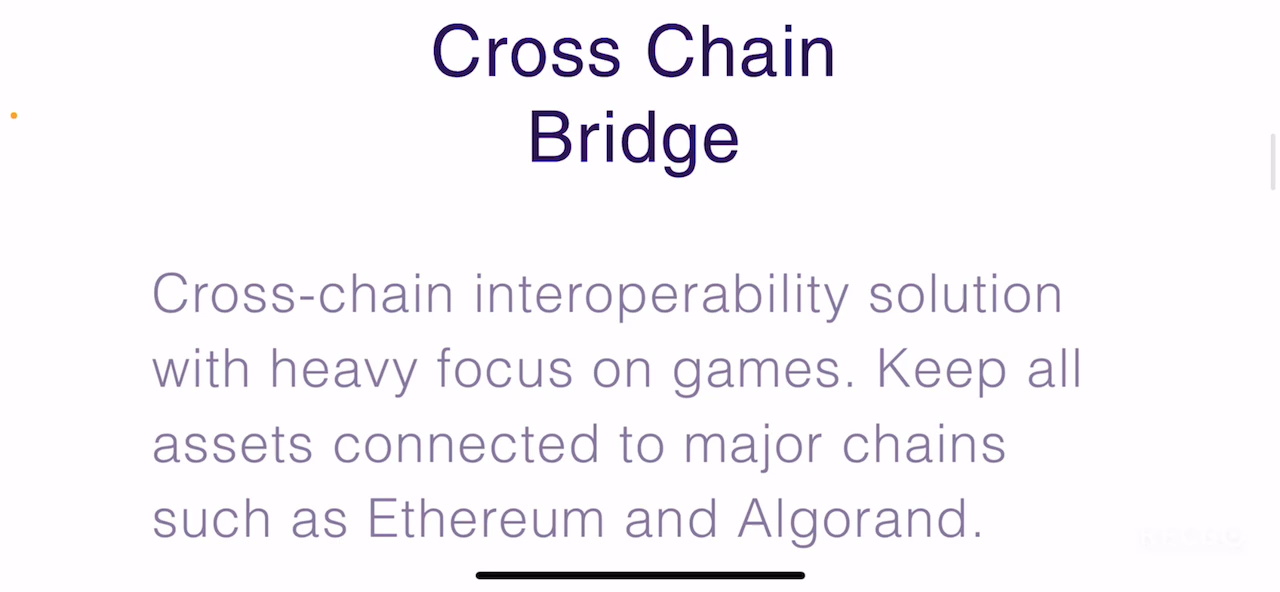 Cross Chain
Bridge
Cross-chain interoperability solution
with heavy focus on games. Keep all
assets connected to major chains
such as Ethereum and Algorand.